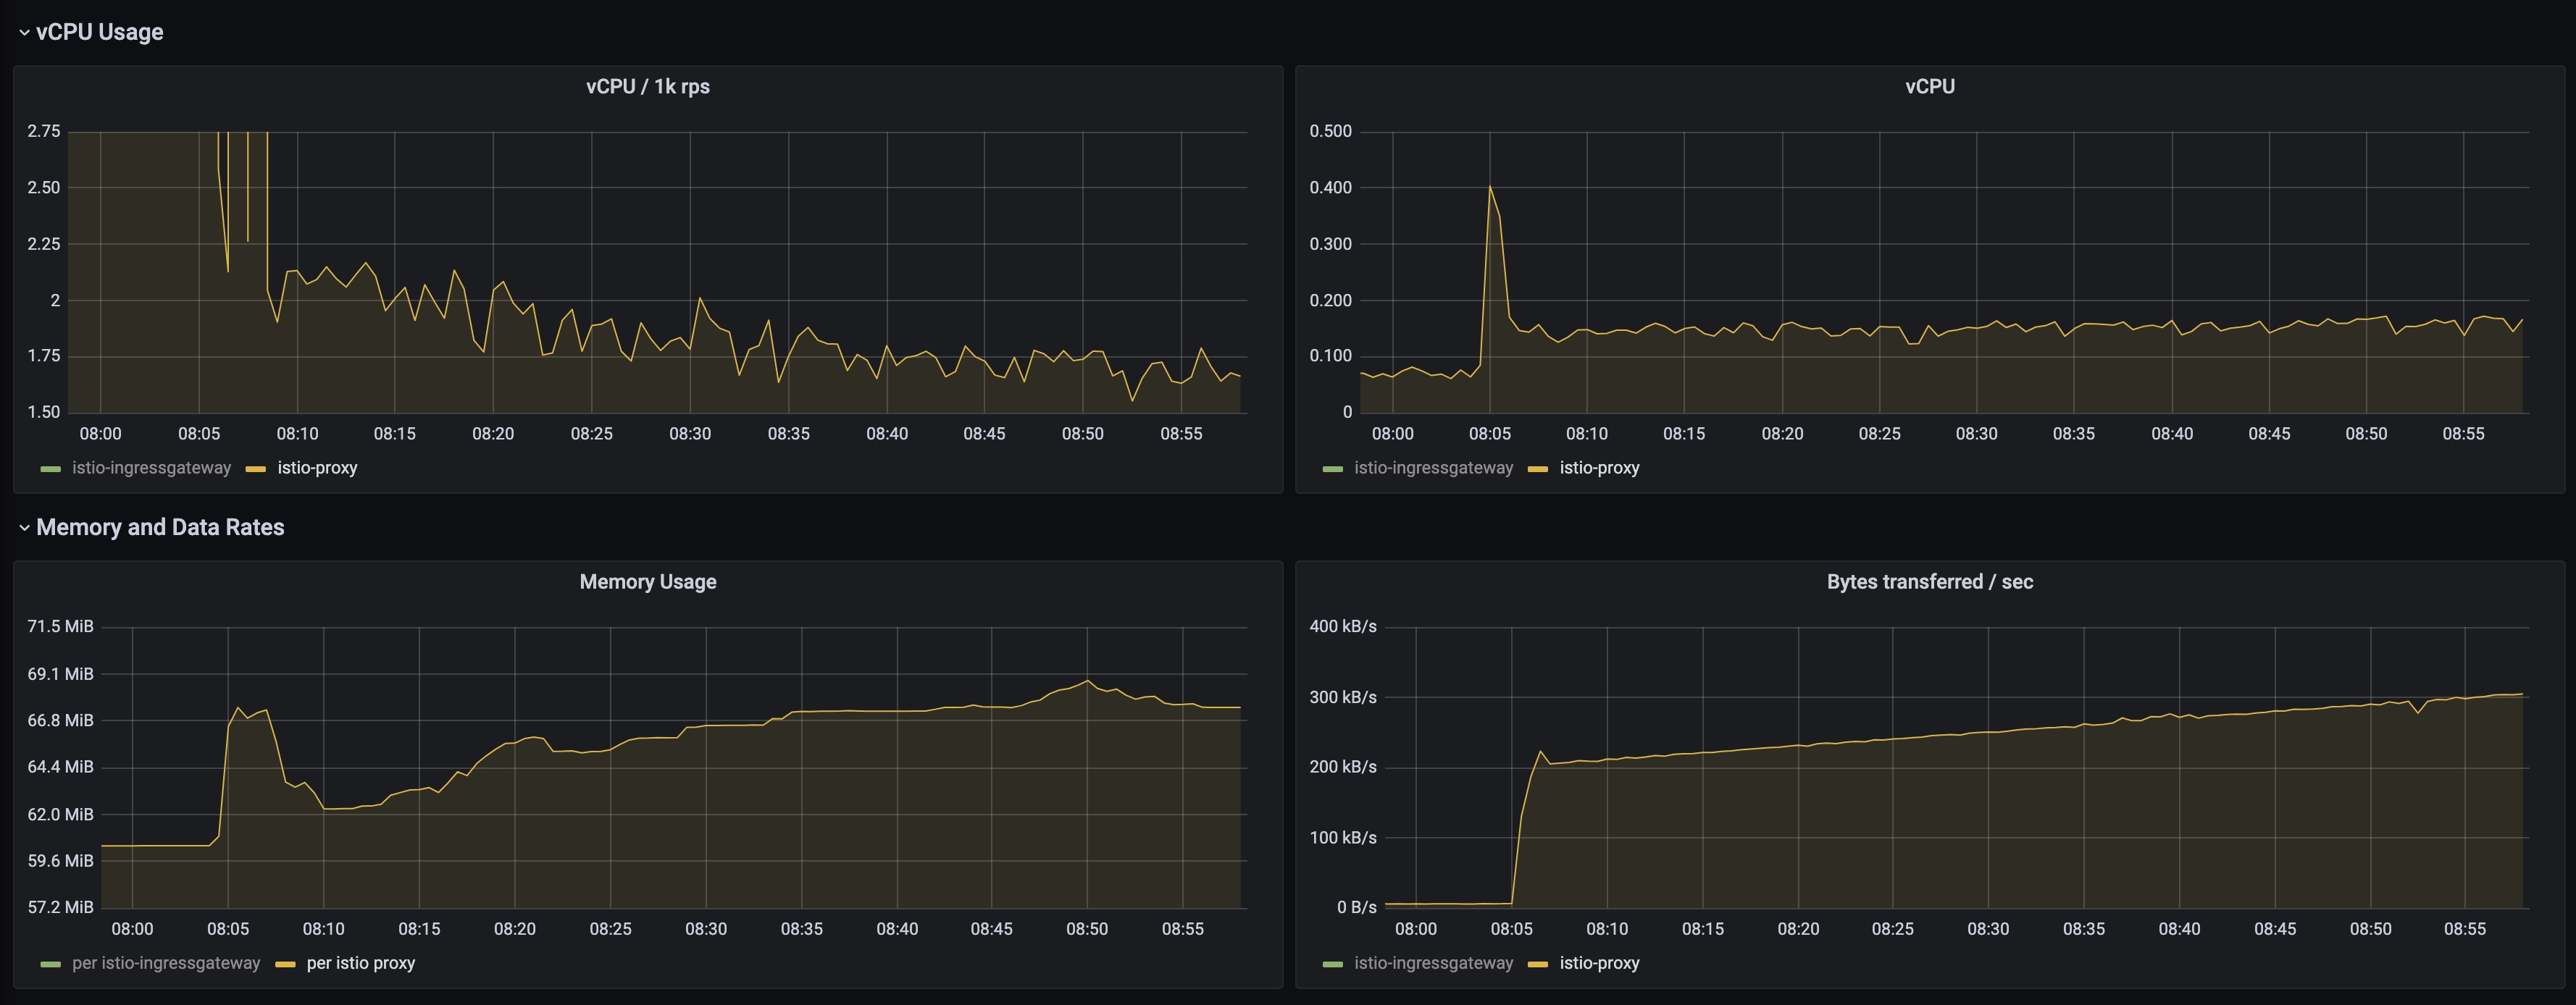 vCPU Usage
vCPU / 1k rps
2.75
2.50
2.25
2
1.75
1.50
08:00 08:05 08:10 08:15 08:20 08:25 08:30 08:35 08:40 08:45 08:50 08:55
istio-ingressgateway istio-proxy
vCPU
0.500
0.400
0.300
0.200
0.100
0
08:00 08:05 08:10 08:15 08:20 08:25 08:30 08:35 08:40 08:45 08:50 08:55
istio-ingressgateway istio-proxy
Memory and Data Rates
Memory Usage
71.5 MiB
69.1 MiB
66.8 MiB
64.4 MiB
62.0 MiB
59.6 MiB
57.2 MiB
08:00 08:05 08:10 08:15 08:20 08:25 08:30 08:35 08:40 08:45 08:50 08:55
per istio-ingressgateway per istio proxy
Bytes transferred / sec
400 kB/s
300 kB/s
200 kB/s
100 kB/s
0 B/s
08:00 08:05 08:10 08:15 08:20 08:25 08:30 08:35 08:40 08:45 08:50 08:55
istio-ingressgateway istio-proxy